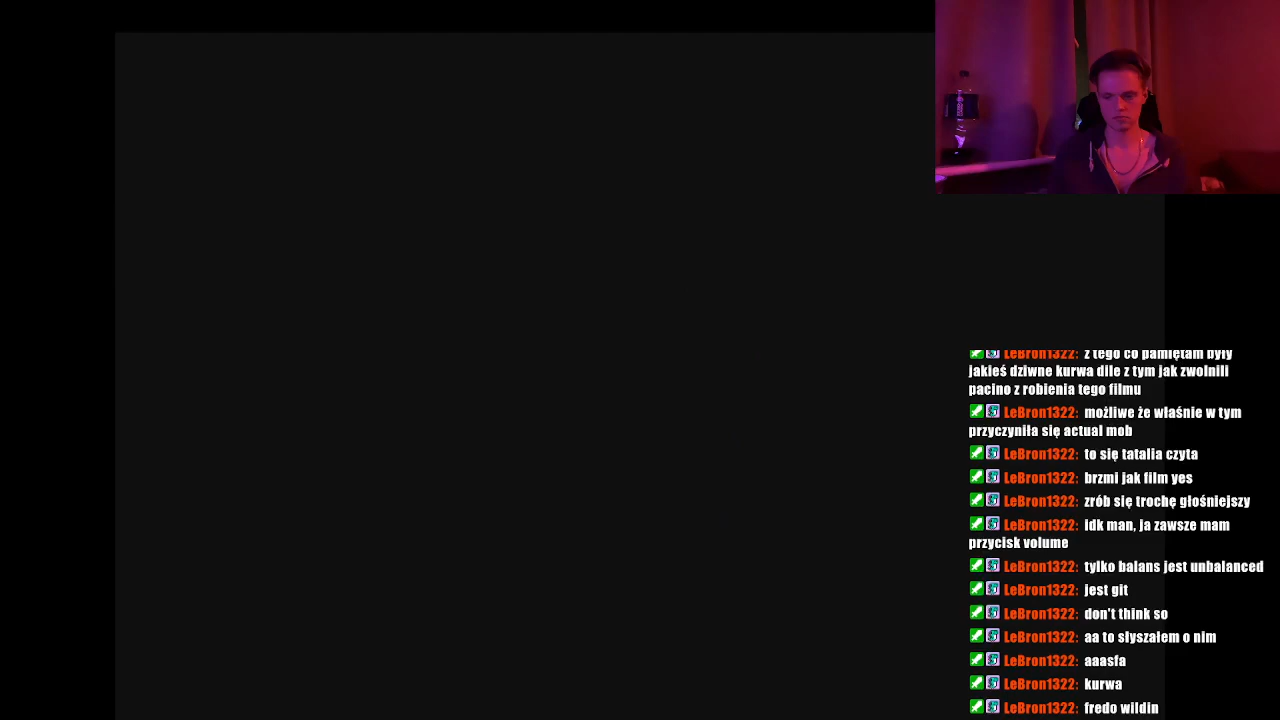 LeBron1322: z tego co pamiętam były
jakieś dziwne kurwa dile z tym jak zwolnili
pacino z robienia tego filmu
LeBron1322: możliwe że właśnie w tym
przyczyniła się actual mob
LeBron1322: to się tatalia czyta
LeBron1322: brzmi jak film yes
LeBron1322: zrób się trochę głośniejszy
LeBron1322: idk man, ja zawsze mam
przycisk volume
LeBron1322: tylko balans jest unbalanced
LeBron1322: jest git
LeBron1322: don't think so
LeBron1322: aa to slyszałem o nim
LeBron1322: aaasfa
LeBron1322: kurwa
LeBron1322: fredo wildin